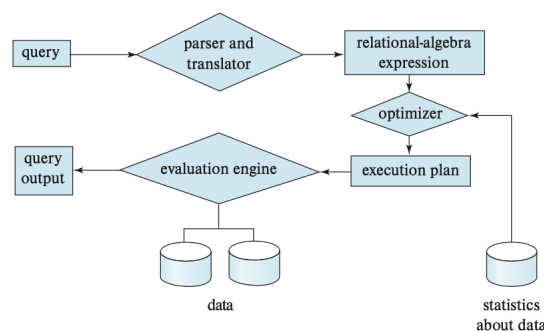 query
parser and
translator
relational-algebra
expression
optimizer
query
output
evaluation engine
execution plan
data
statistics
about data